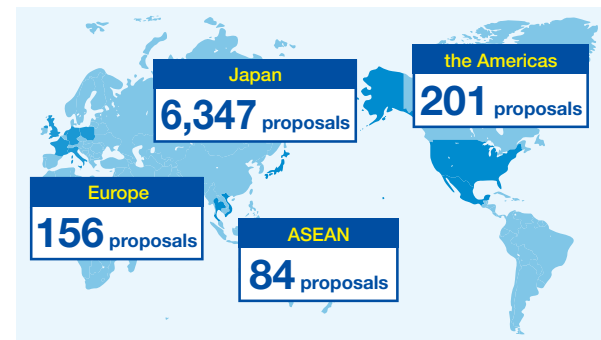 Japan
6,347 proposals
the Americas
201 proposals
Europe
156 proposals
ASEAN
84 proposals